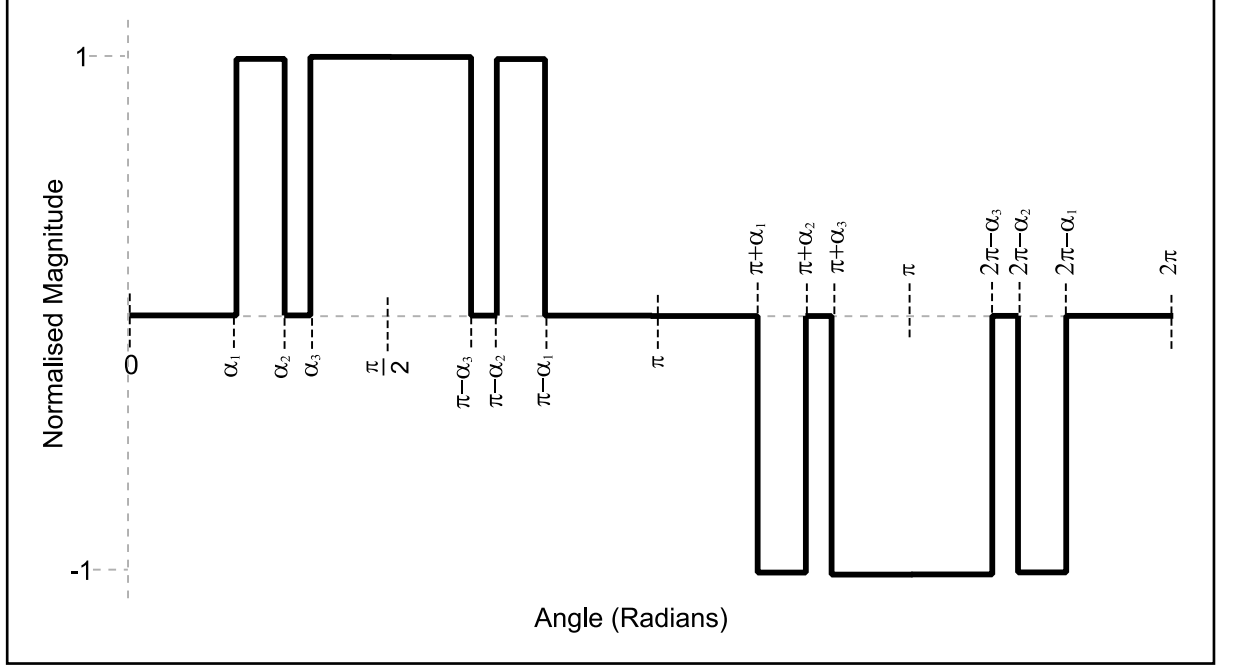 1
Normalised Magnitude
0
α₁
α₂
α₃
π/2
π−α₃
π−α₂
π−α₁
π
π+α₁
π+α₂
π+α₃
π
2π−α₃
2π−α₂
2π−α₁
2π
-1
Angle (Radians)